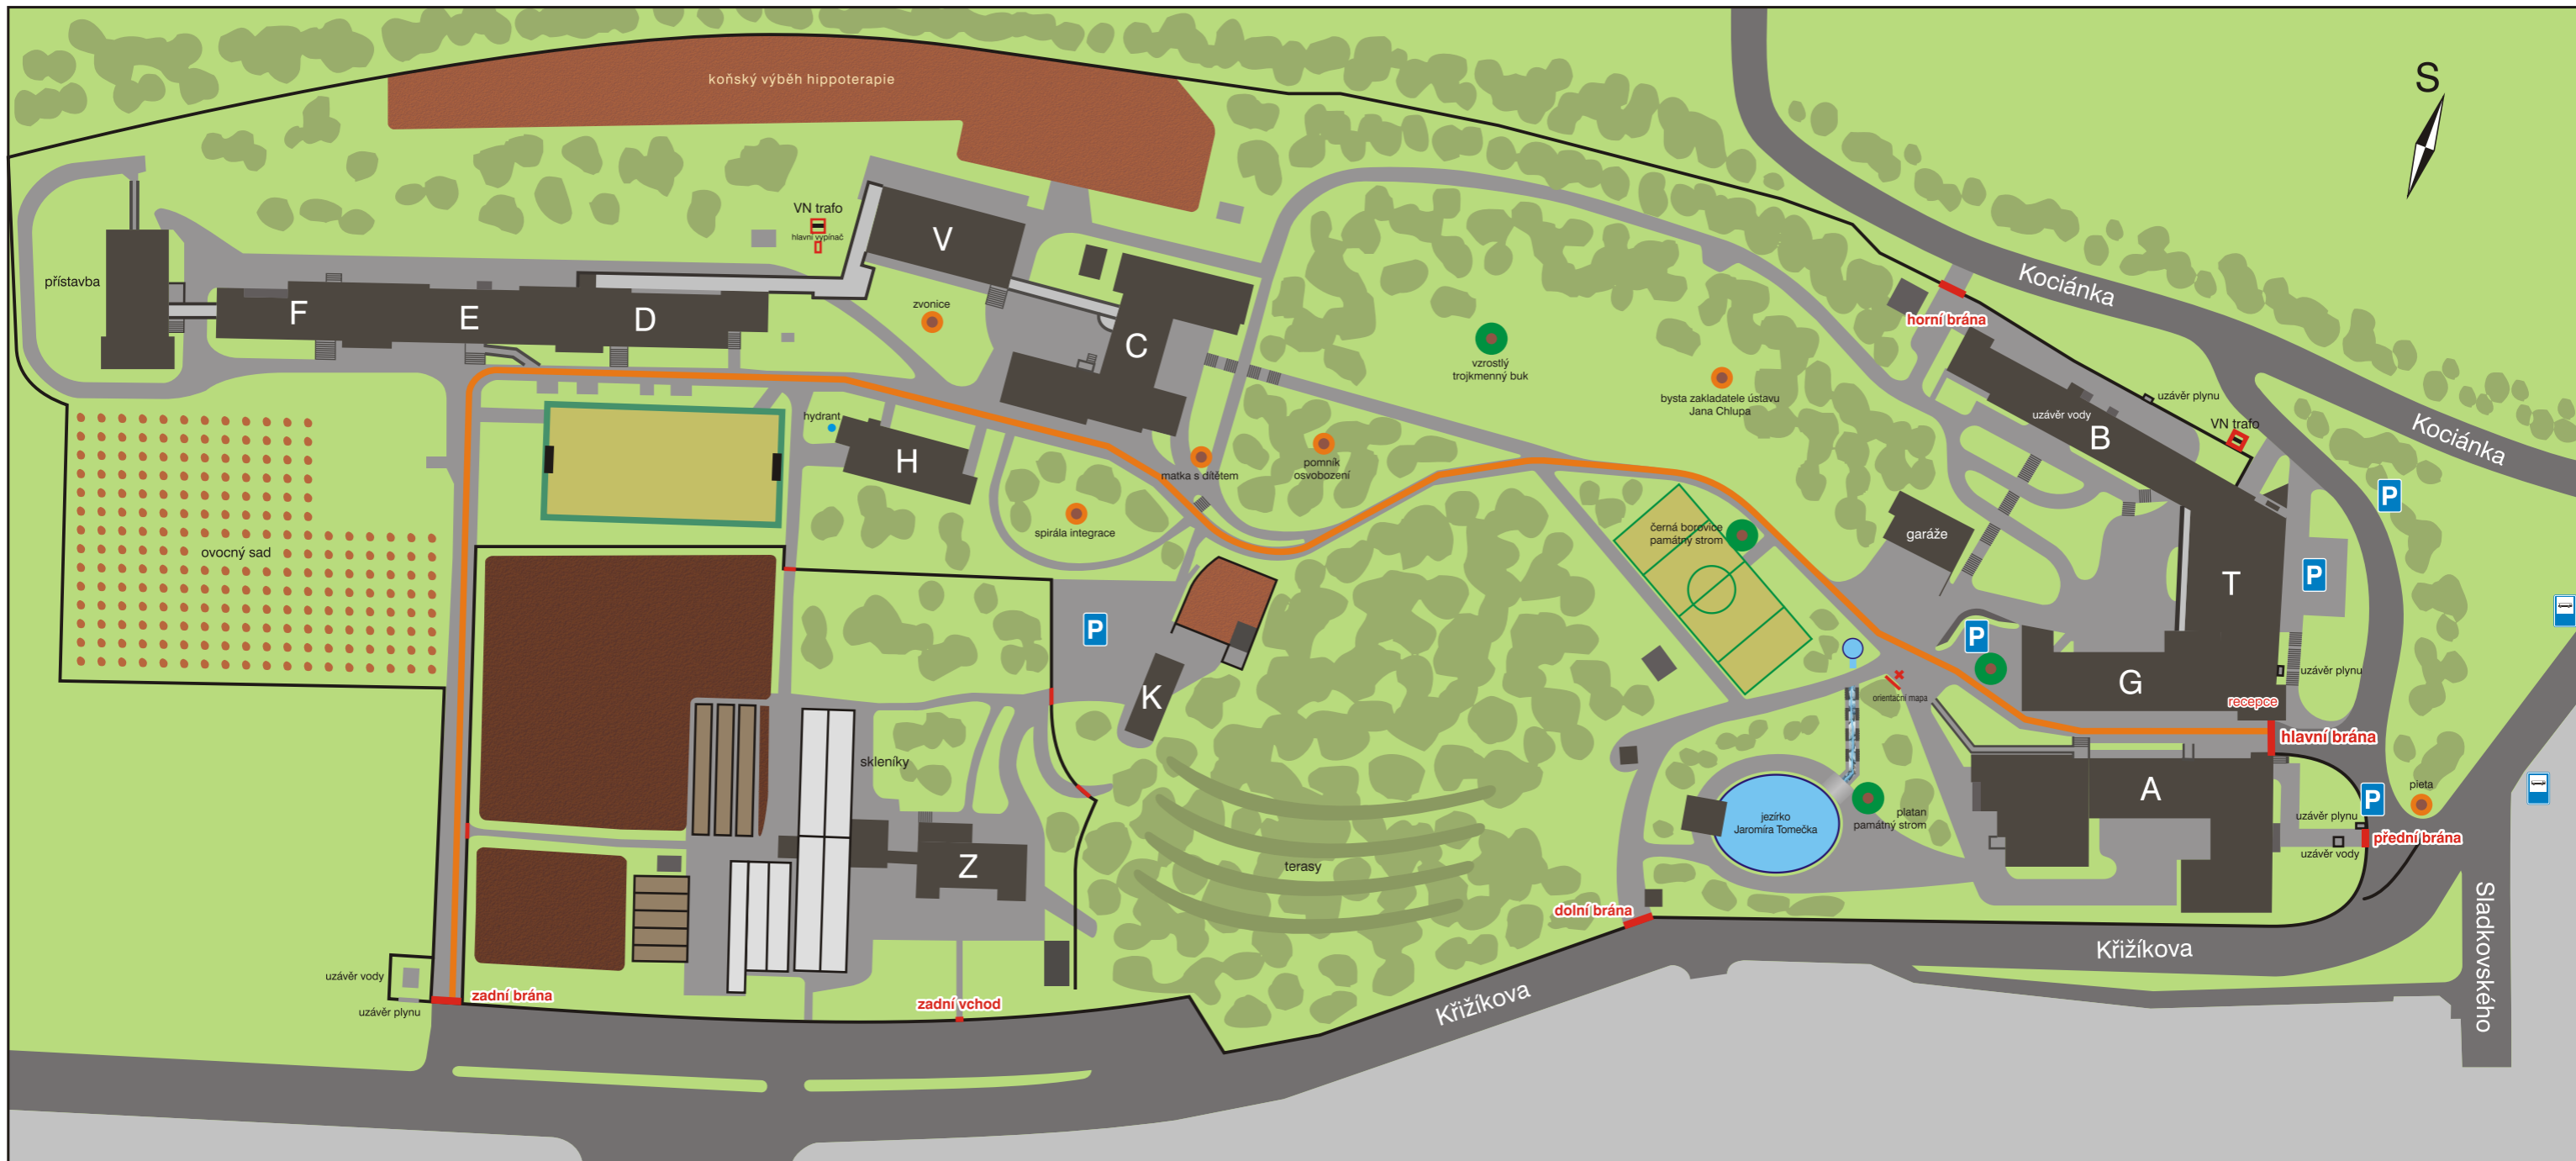 koňský výběh hippoterapie
S
VN trafo
hlavní vypínač
V
přístavba
F
E
D
zvonice
C
Kociánka
horní brána
vzrostlý
trojkmenný buk
bysta zakladatele ústavu
Jana Chlupa
uzávěr plynu
uzávěr vody
B
VN trafo
Kociánka
hydrant
H
matka s dítětem
pomník
osvobození
P
spirála integrace
černá borovice
památný strom
garáže
ovocný sad
T
P
P
P
K
G
uzávěr plynu
orientační mapa
recepce
hlavní brána
skleníky
A
P
pieta
jezírko
Jaromíra Tomečka
platan
památný strom
uzávěr plynu
přední brána
uzávěr vody
Z
terasy
dolní brána
Křižíkova
Sladkovského
uzávěr vody
zadní brána
uzávěr plynu
zadní vchod
Křižíkova